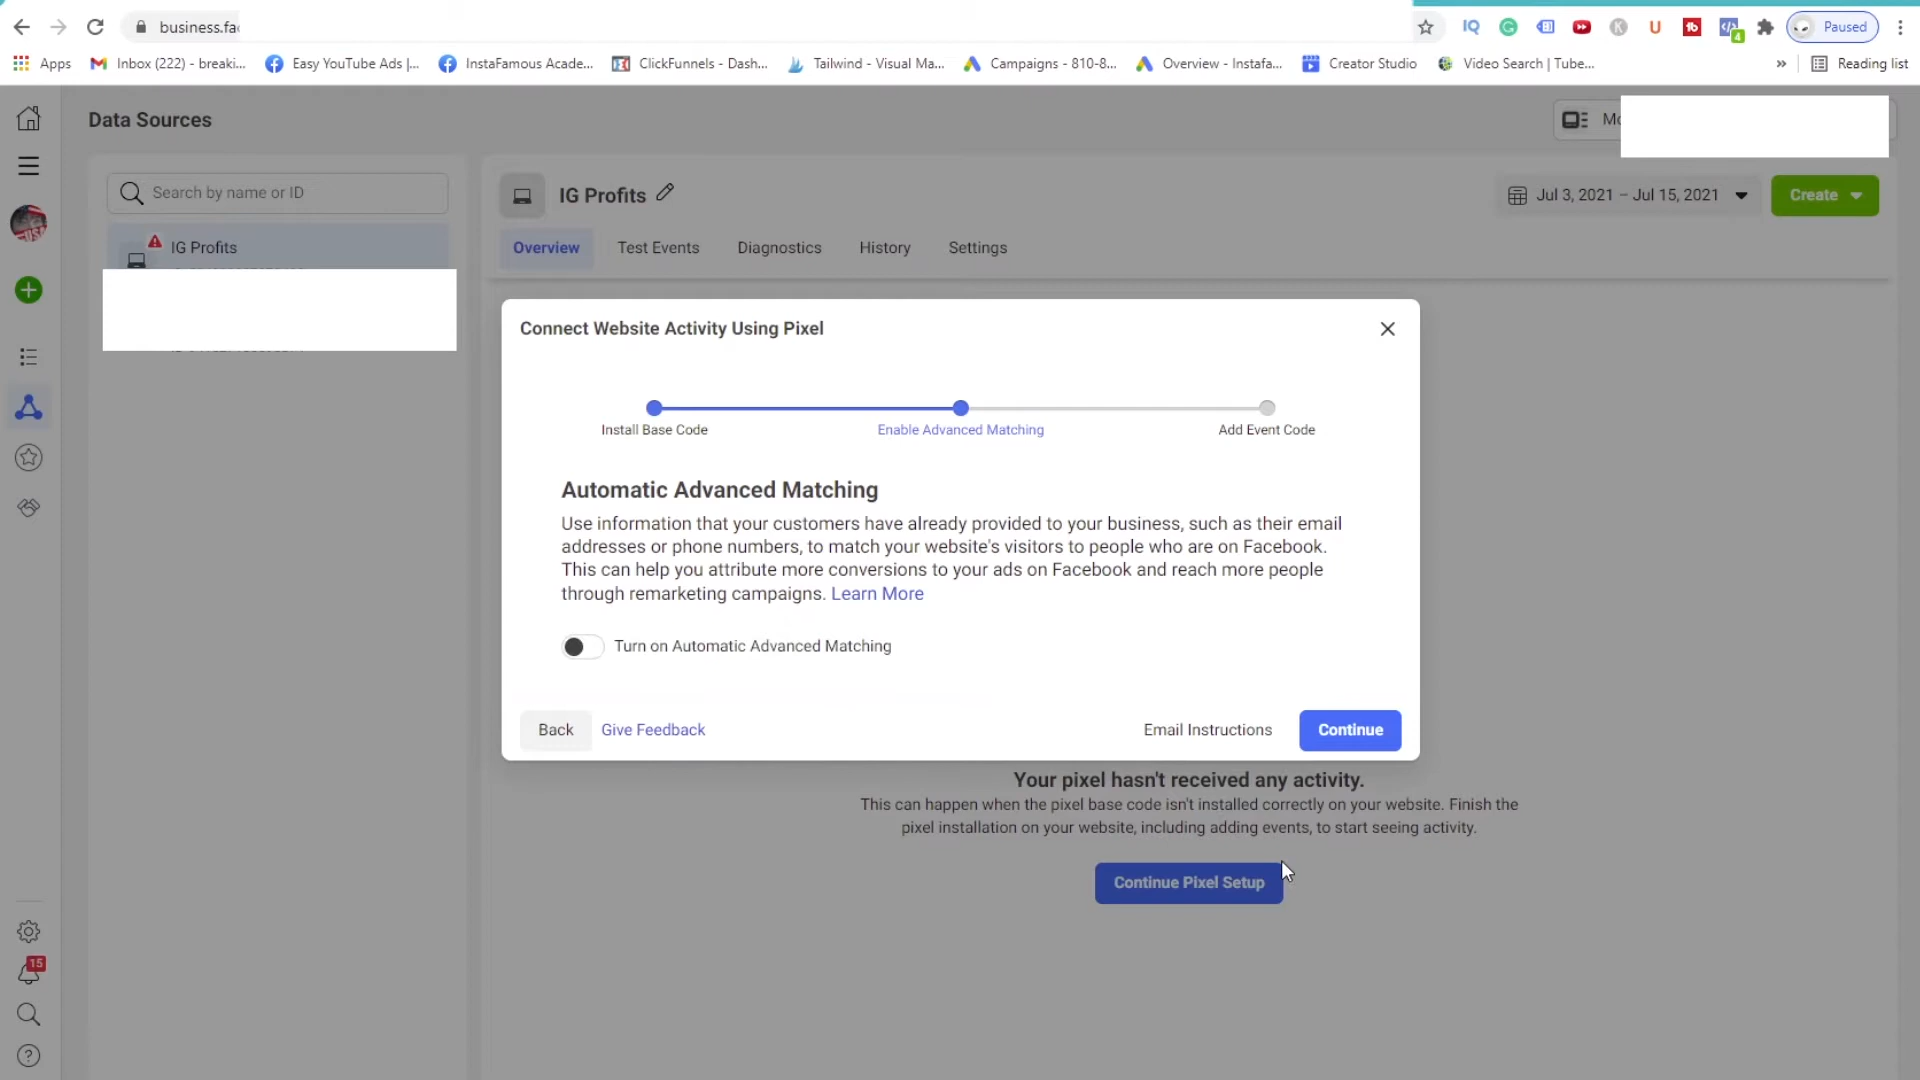 business.fac
Paused
Apps
Inbox (222) - breaki...
Easy YouTube Ads |...
InstaFamous Acade...
ClickFunnels - Dash...
Tailwind - Visual Ma...
Campaigns - 810-8...
Overview - Instafa...
Creator Studio
Video Search | Tube...
Reading list
Data Sources
Search by name or ID
IG Profits
IG Profits
Jul 3, 2021 – Jul 15, 2021
Create
Overview
Test Events
Diagnostics
History
Settings
Connect Website Activity Using Pixel
Install Base Code
Enable Advanced Matching
Add Event Code
Automatic Advanced Matching
Use information that your customers have already provided to your business, such as their email
addresses or phone numbers, to match your website's visitors to people who are on Facebook.
This can help you attribute more conversions to your ads on Facebook and reach more people
through remarketing campaigns. Learn More
Turn on Automatic Advanced Matching
Back
Give Feedback
Email Instructions
Continue
Your pixel hasn't received any activity.
This can happen when the pixel base code isn't installed correctly on your website. Finish the
pixel installation on your website, including adding events, to start seeing activity.
Continue Pixel Setup
15